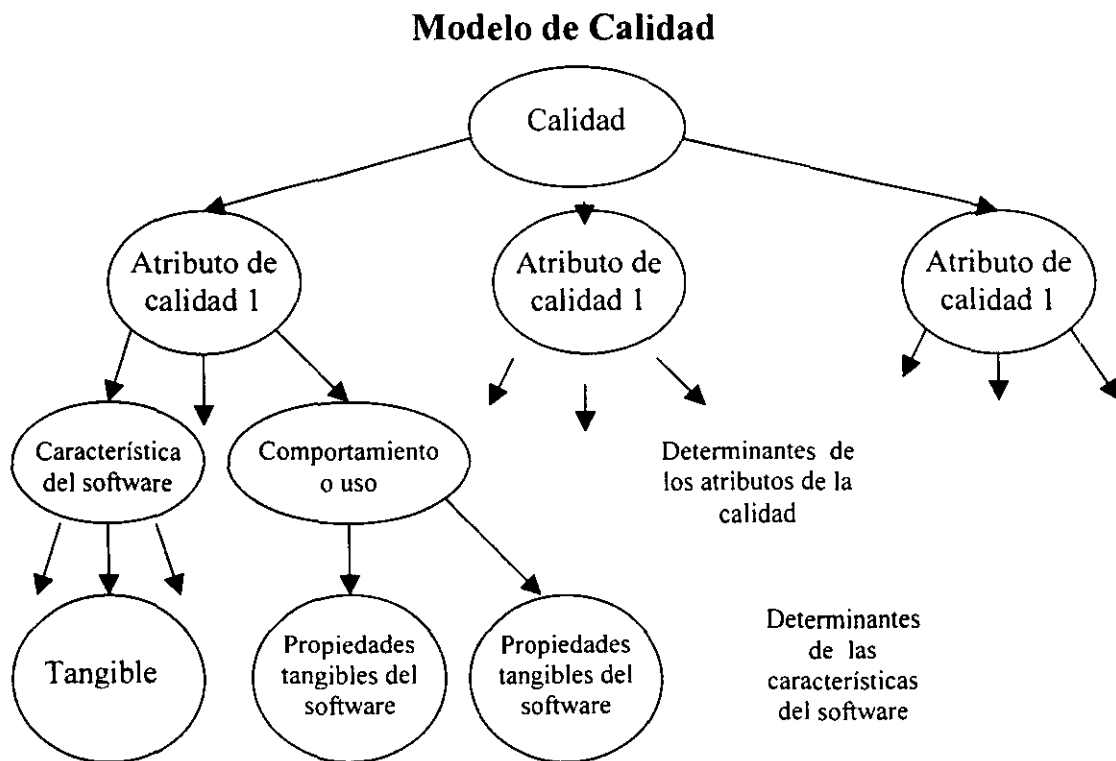 Modelo de Calidad
Calidad
Atributo de
calidad 1
Atributo de
calidad 1
Atributo de
calidad 1
Característica
del software
Comportamiento
o uso
Determinantes de
los atributos de la
calidad
Tangible
Propiedades
tangibles del
software
Propiedades
tangibles del
software
Determinantes
de las
características
del software